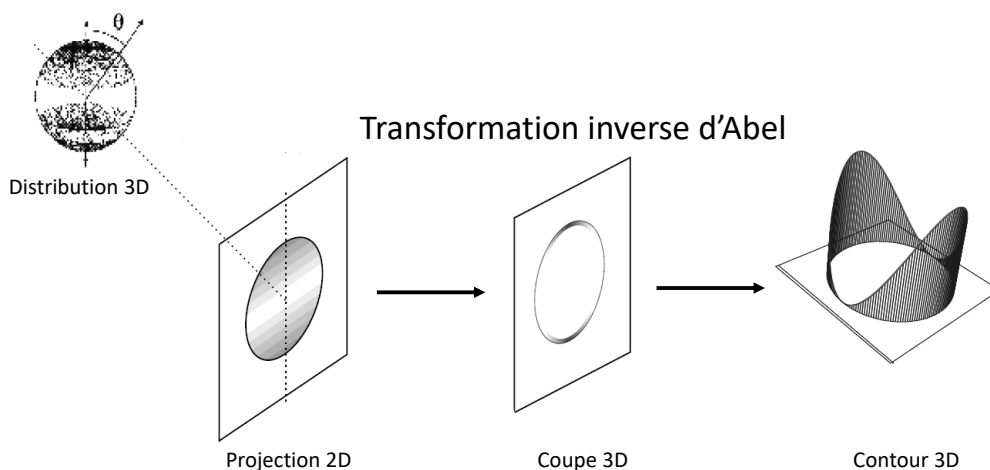 θ
Distribution 3D
Transformation inverse d’Abel
Projection 2D
Coupe 3D
Contour 3D